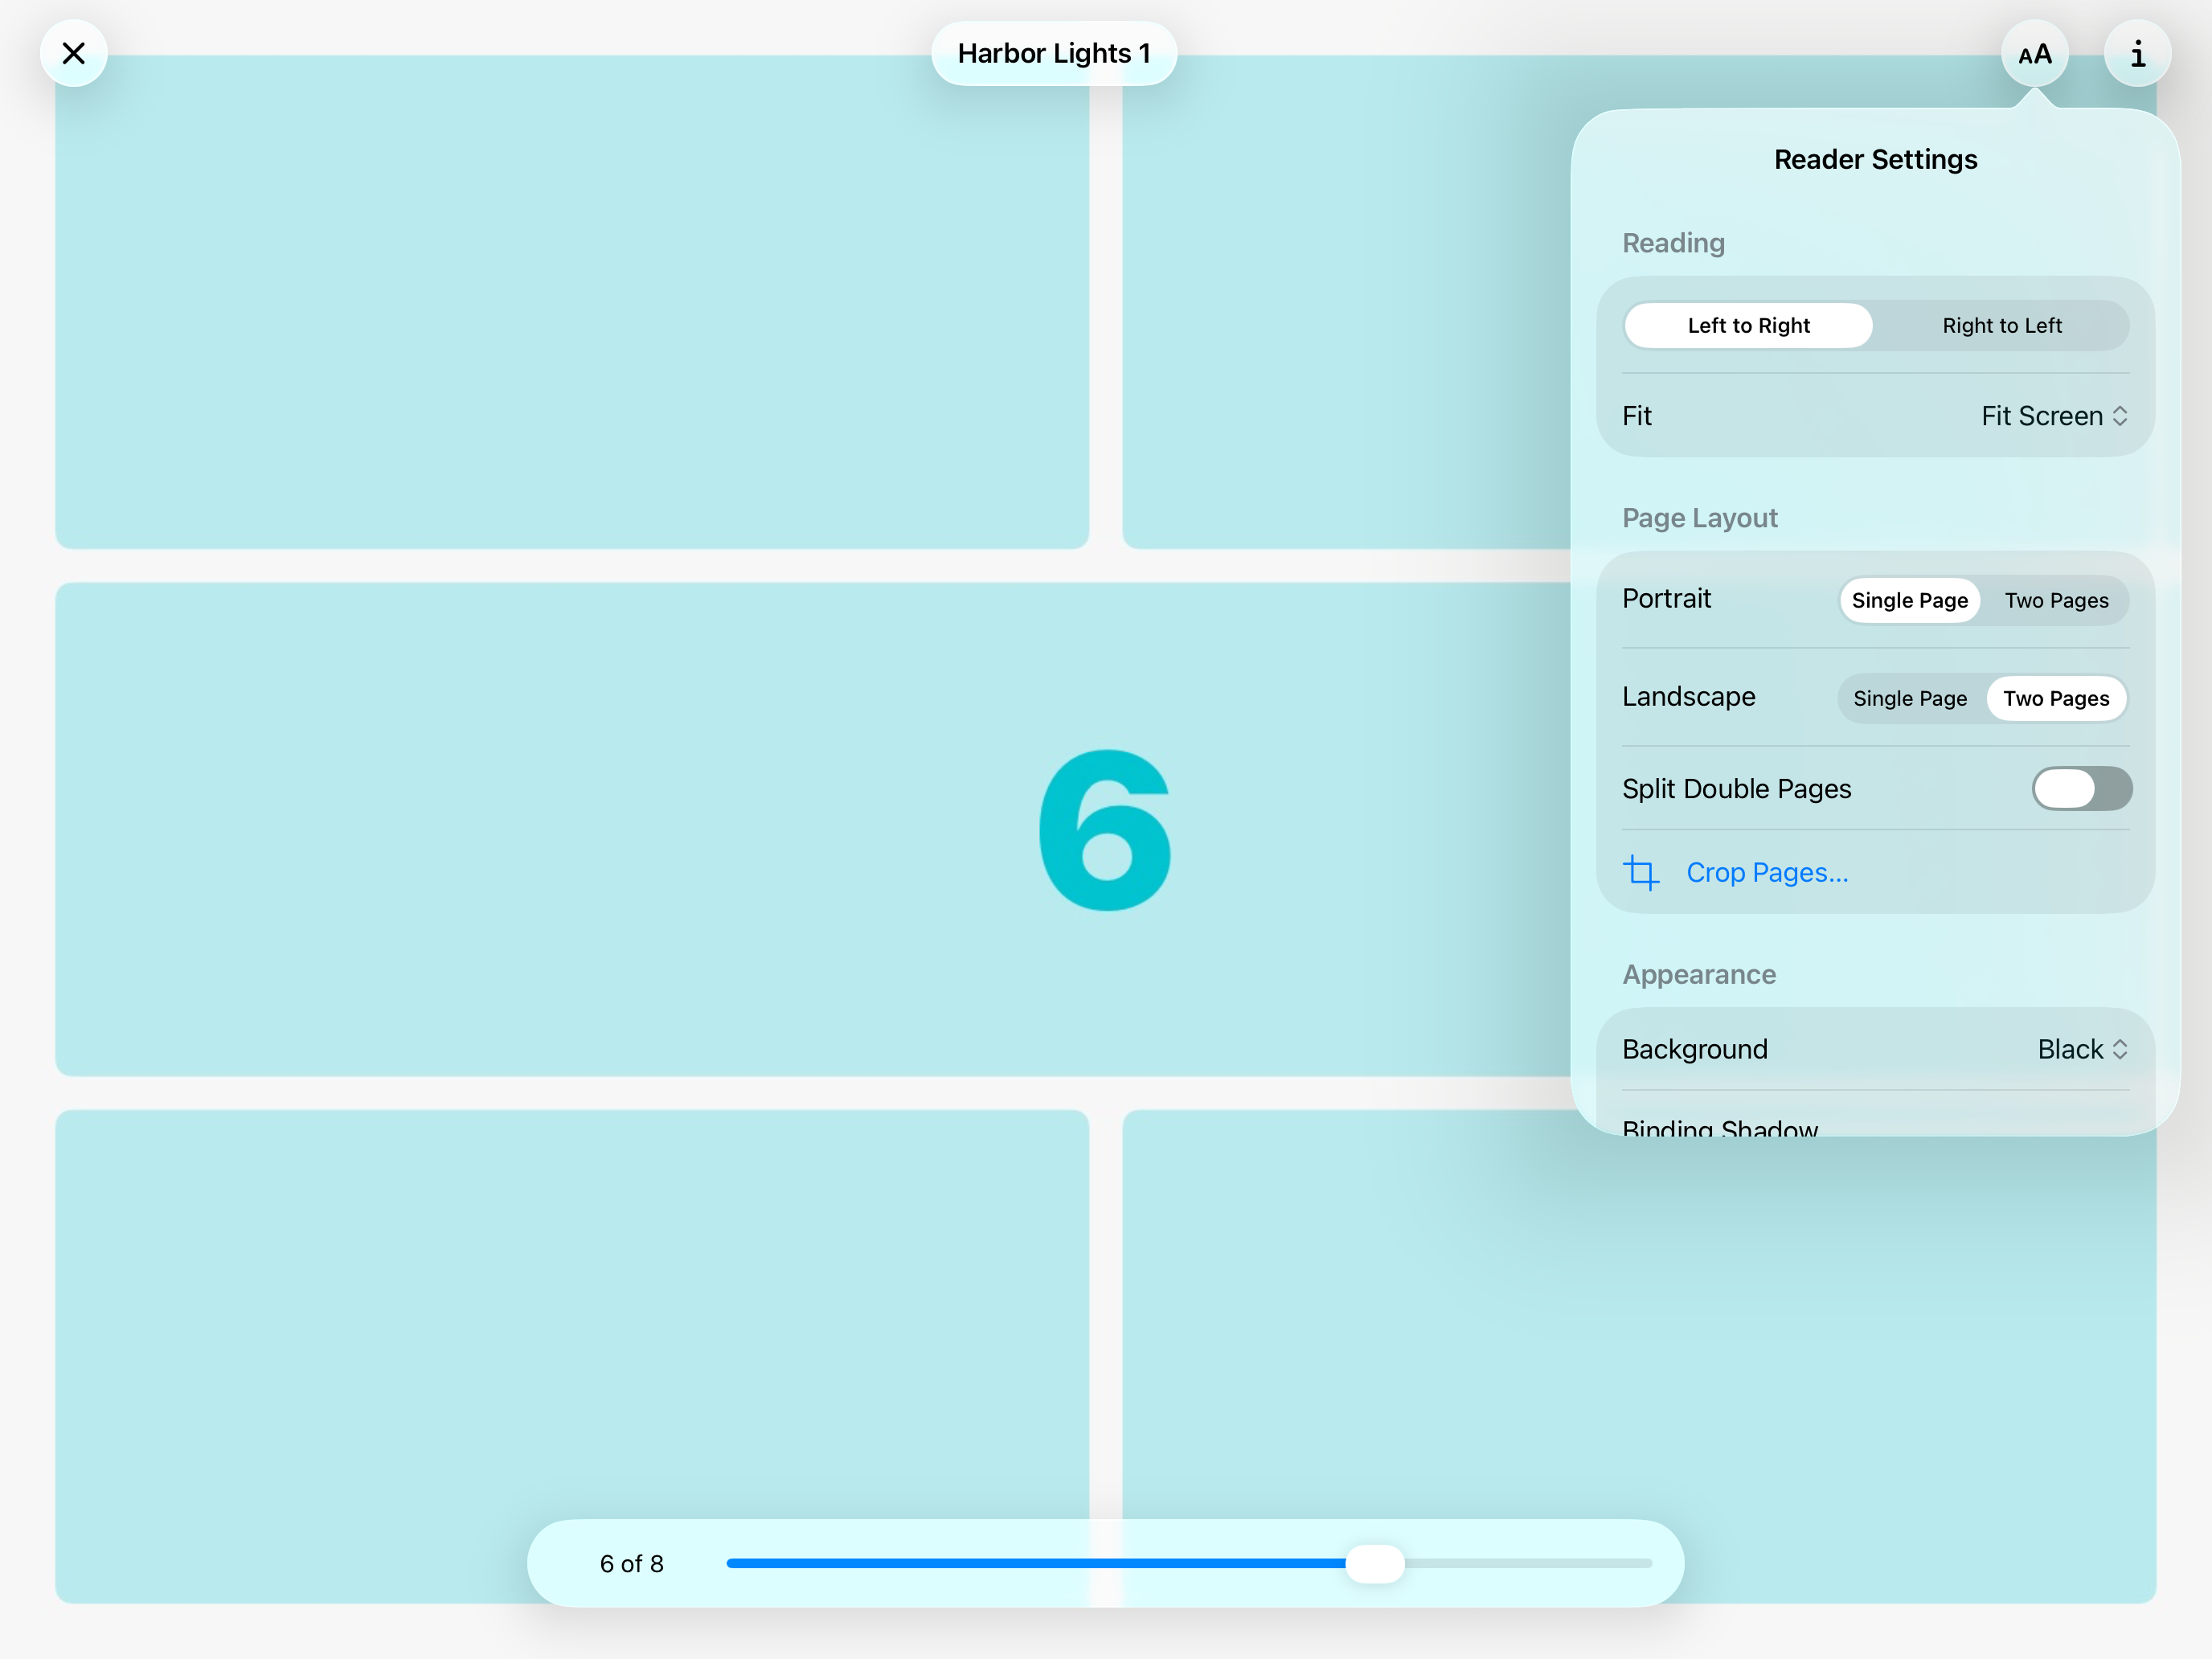 Harbor Lights 1
AA
i
Reader Settings
Reading
Left to Right
Right to Left
Fit
Fit Screen
Page Layout
Portrait
Single Page
Two Pages
Landscape
Single Page
Two Pages
Split Double Pages
Crop Pages...
Appearance
Background
Black
Binding Shadow
6
6 of 8